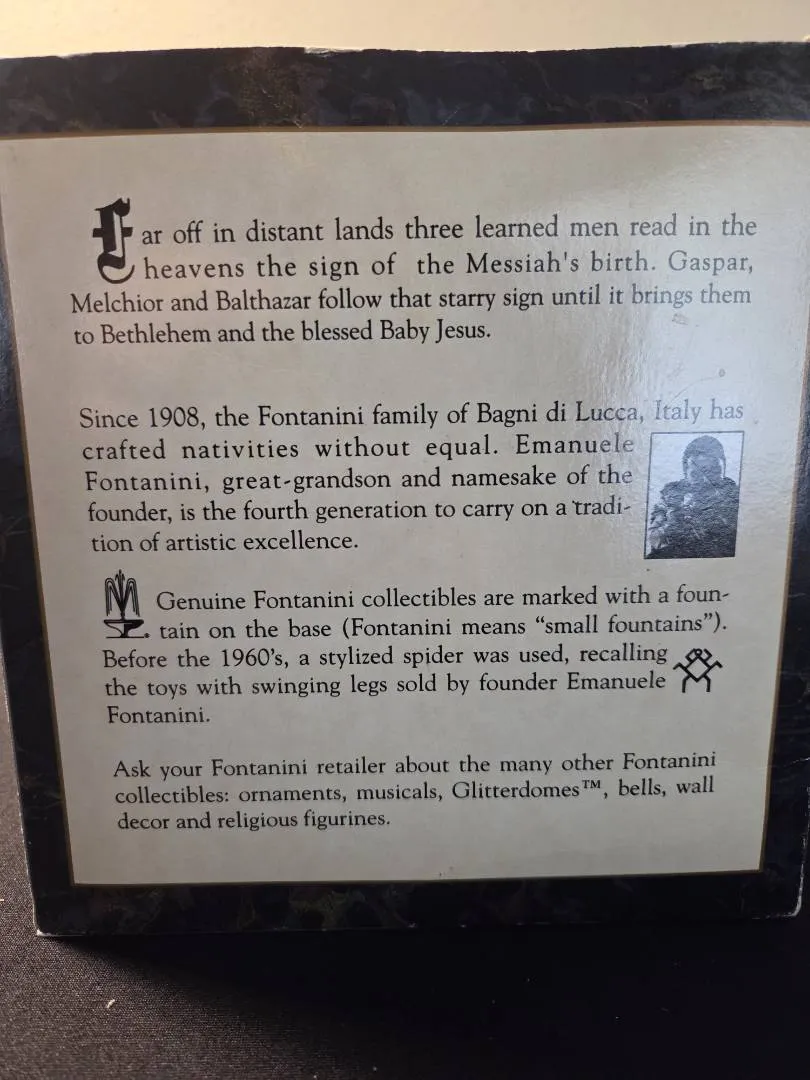 Far off in distant lands three learned men read in the
heavens the sign of the Messiah's birth. Gaspar,
Melchior and Balthazar follow that starry sign until it brings them
to Bethlehem and the blessed Baby Jesus.
Since 1908, the Fontanini family of Bagni di Lucca, Italy has
crafted nativities without equal. Emanuele
Fontanini, great-grandson and namesake of the
founder, is the fourth generation to carry on a tradi-
tion of artistic excellence.
Genuine Fontanini collectibles are marked with a foun-
tain on the base (Fontanini means “small fountains”).
Before the 1960’s, a stylized spider was used, recalling
the toys with swinging legs sold by founder Emanuele
Fontanini.
Ask your Fontanini retailer about the many other Fontanini
collectibles: ornaments, musicals, Glitterdomes™, bells, wall
decor and religious figurines.